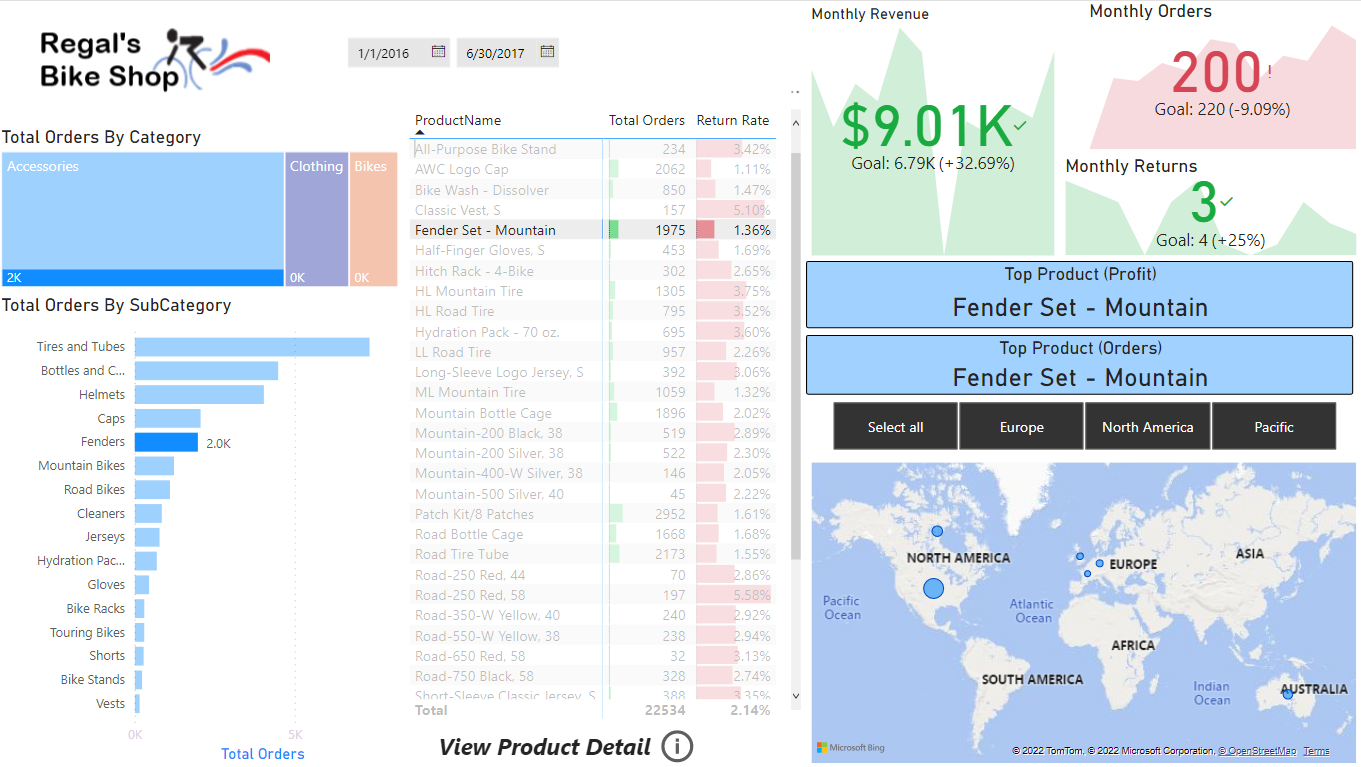 Regal's
Bike Shop
1/1/2016
6/30/2017
Total Orders By Category
Accessories
Clothing
Bikes
2K
0K
0K
Total Orders By SubCategory
Tires and Tubes
Bottles and C...
Helmets
Caps
Fenders 2.0K
Mountain Bikes
Road Bikes
Cleaners
Jerseys
Hydration Pac...
Gloves
Bike Racks
Touring Bikes
Shorts
Bike Stands
Vests
0K 5K
Total Orders
ProductName Total Orders Return Rate
All-Purpose Bike Stand 234 3.42%
AWC Logo Cap 2062 1.11%
Bike Wash - Dissolver 850 1.47%
Classic Vest, S 157 5.10%
Fender Set - Mountain 1975 1.36%
Half-Finger Gloves, S 453 1.69%
Hitch Rack - 4-Bike 302 2.65%
HL Mountain Tire 1305 3.75%
HL Road Tire 795 3.52%
Hydration Pack - 70 oz. 695 3.60%
LL Road Tire 957 2.26%
Long-Sleeve Logo Jersey, S 392 3.06%
ML Mountain Tire 1059 1.32%
Mountain Bottle Cage 1896 2.02%
Mountain-200 Black, 38 519 2.89%
Mountain-200 Silver, 38 522 2.30%
Mountain-400-W Silver, 38 146 2.05%
Mountain-500 Silver, 40 45 2.22%
Patch Kit/8 Patches 2952 1.61%
Road Bottle Cage 1668 1.68%
Road Tire Tube 2173 1.55%
Road-250 Red, 44 70 2.86%
Road-250 Red, 58 197 5.58%
Road-350-W Yellow, 40 240 2.92%
Road-550-W Yellow, 38 238 2.94%
Road-650 Red, 58 32 3.13%
Road-750 Black, 58 328 2.74%
Short-Sleeve Classic Jersey, S 388 3.35%
Total 22534 2.14%
View Product Detail
Monthly Revenue
$9.01K
Goal: 6.79K (+32.69%)
Monthly Orders
200!
Goal: 220 (-9.09%)
Monthly Returns
3
Goal: 4 (+25%)
Top Product (Profit)
Fender Set - Mountain
Top Product (Orders)
Fender Set - Mountain
Select all
Europe
North America
Pacific
NORTH AMERICA
EUROPE
ASIA
Pacific
Ocean
Atlantic
Ocean
AFRICA
SOUTH AMERICA
Indian
Ocean
AUSTRALIA
Microsoft Bing
© 2022 TomTom, © 2022 Microsoft Corporation, © OpenStreetMap Terms